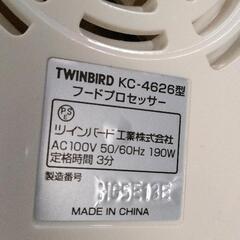 TWINBIRD KC-4626型
フードプロセッサー
PS
E
ツインバード工業株式会社
AC100V 50/60Hz 190W
定格時間 3分
製造番号
MADE IN CHINA